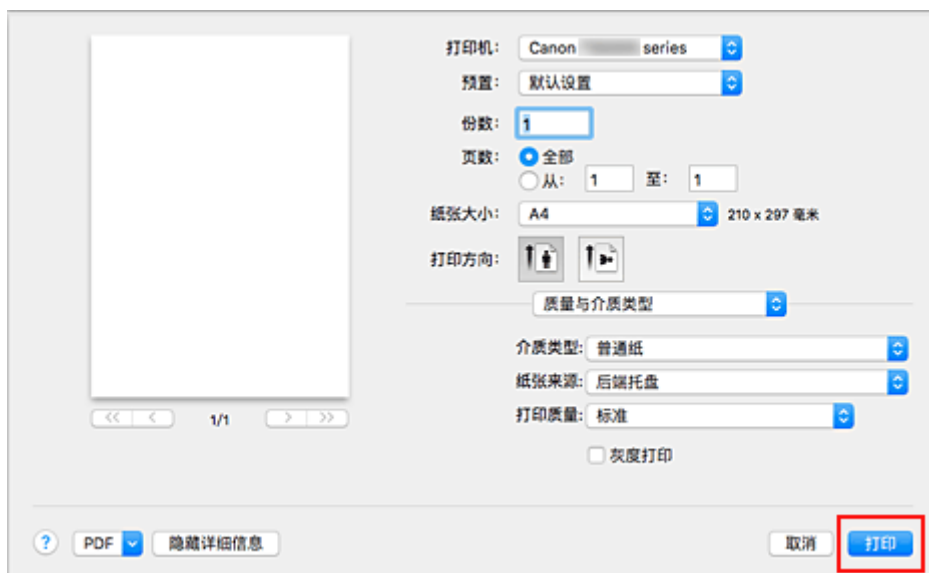 打印机: Canon series
预置: 默认设置
份数: 1
页数: 全部
从: 1 至: 1
纸张大小: A4 210 x 297 毫米
打印方向:
质量与介质类型
介质类型: 普通纸
纸张来源: 后端托盘
打印质量: 标准
灰度打印
<< < 1/1 > >>
? PDF 隐藏详细信息 取消 打印